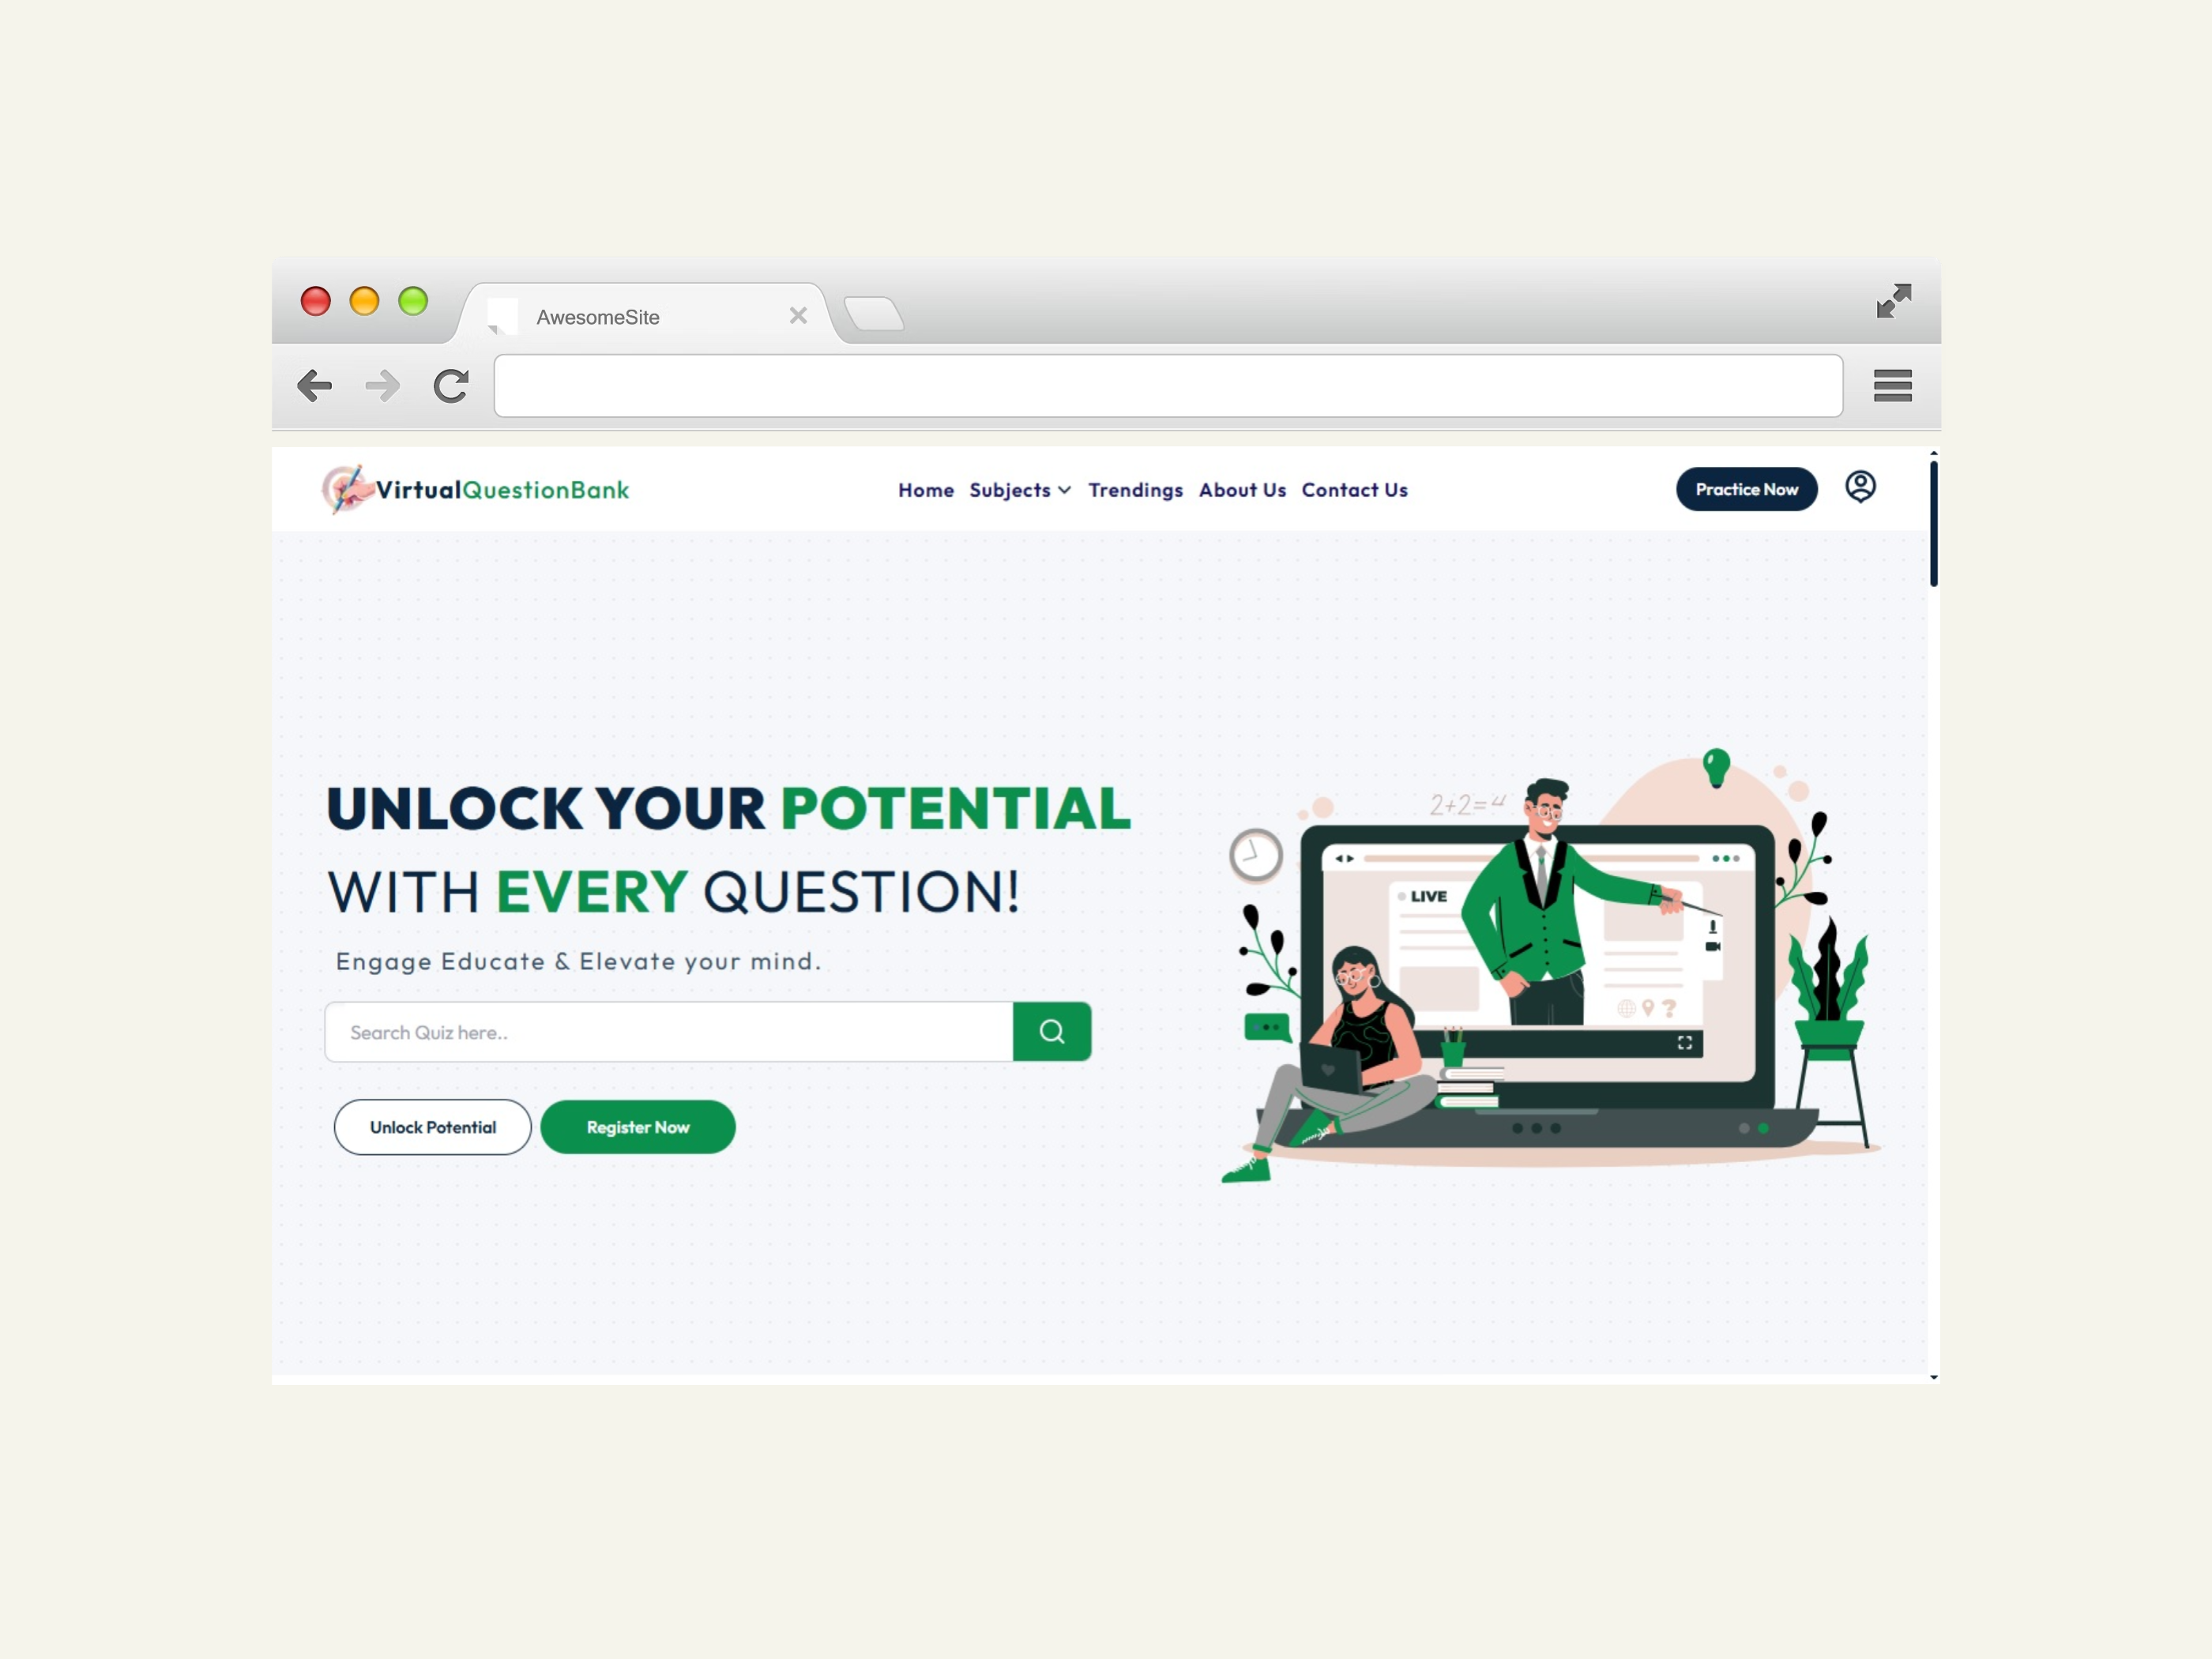 AwesomeSite
VirtualQuestionBank
Home Subjects Trendings About Us Contact Us
Practice Now
UNLOCK YOUR POTENTIAL
WITH EVERY QUESTION!
Engage Educate & Elevate your mind.
Search Quiz here..
Unlock Potential Register Now
2+2=4
LIVE
?